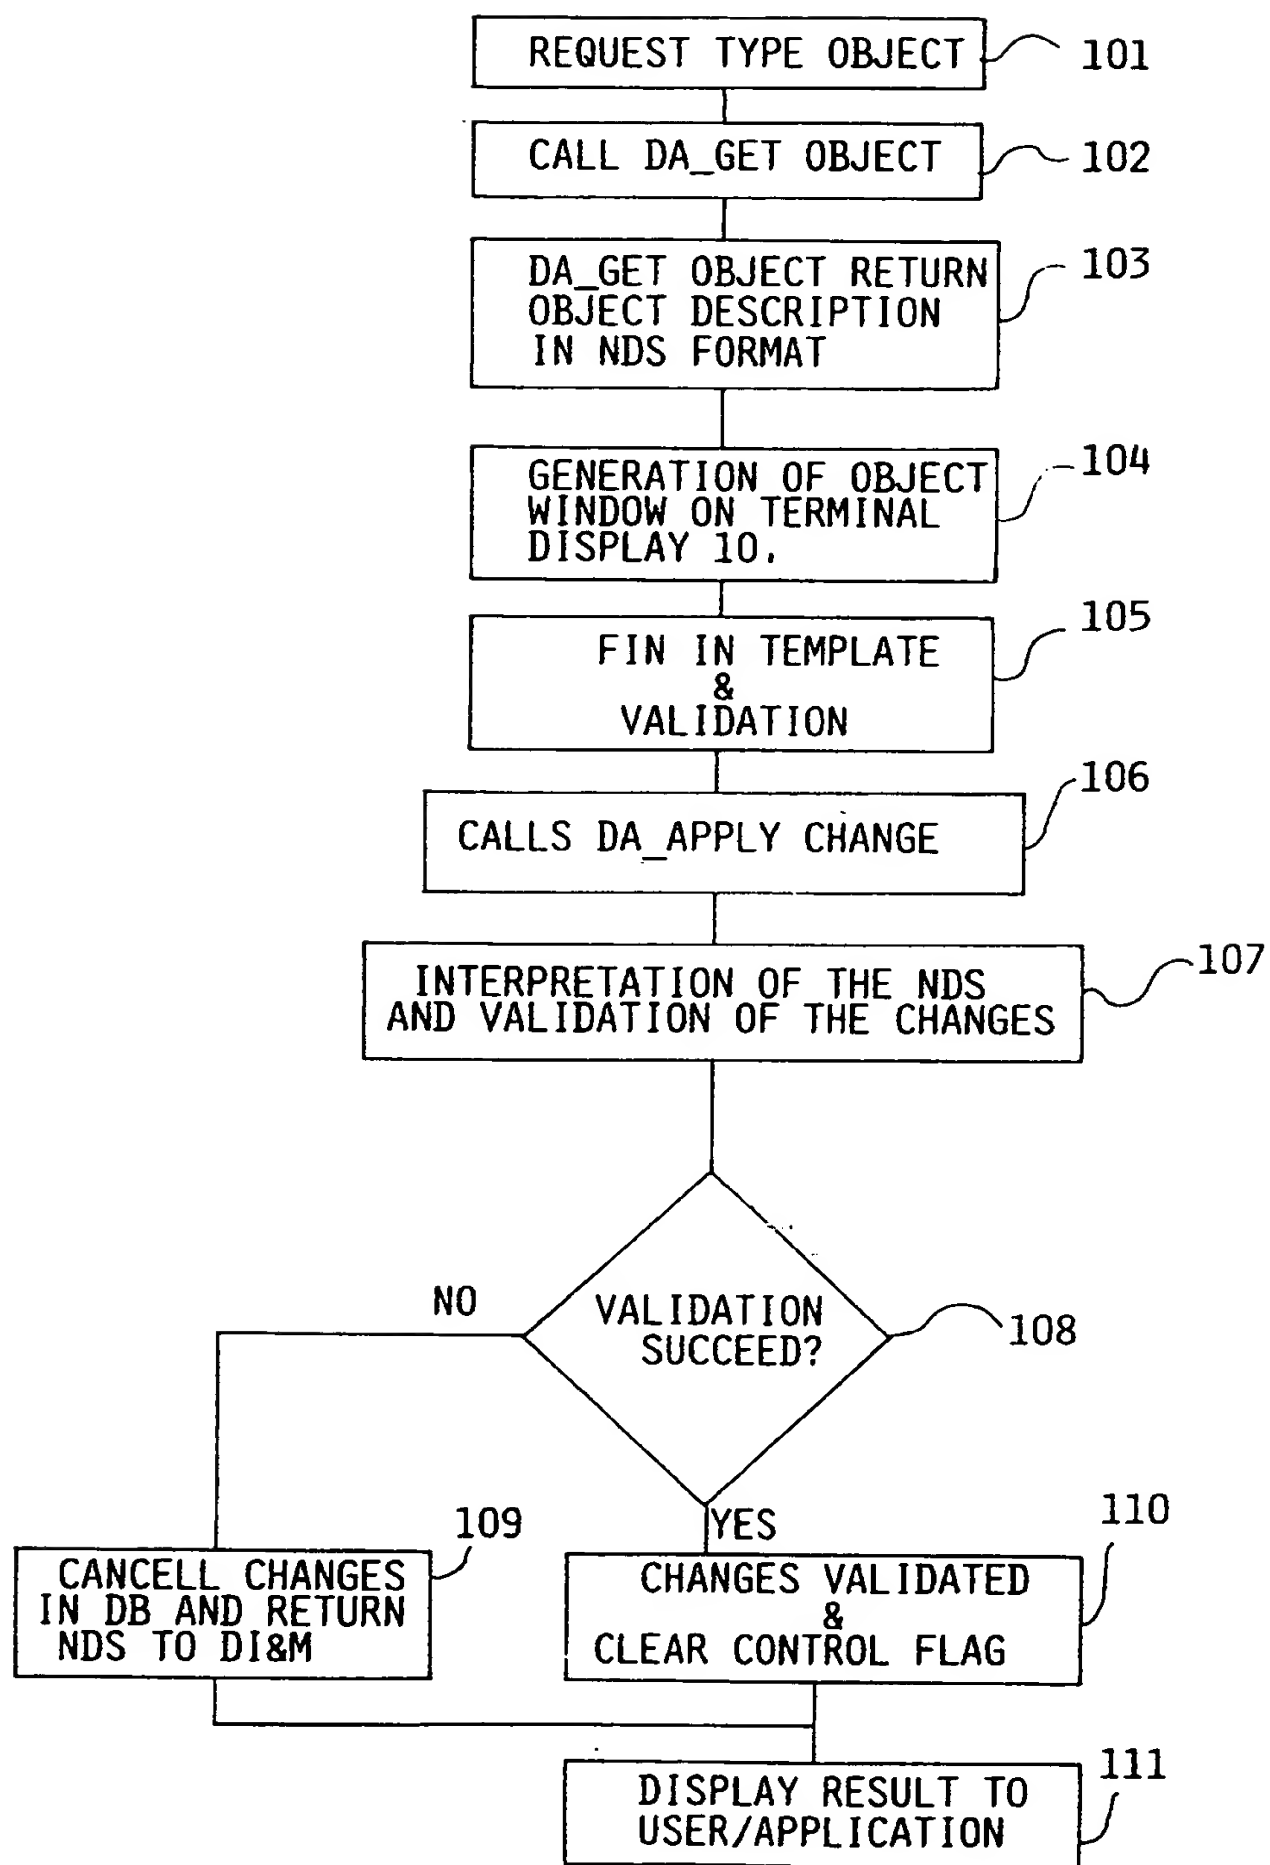 REQUEST TYPE OBJECT
101
CALL DA_GET OBJECT
102
DA_GET OBJECT RETURN
OBJECT DESCRIPTION
IN NDS FORMAT
103
GENERATION OF OBJECT
WINDOW ON TERMINAL
DISPLAY 10.
104
FIN IN TEMPLATE
&
VALIDATION
105
CALLS DA_APPLY CHANGE
106
INTERPRETATION OF THE NDS
AND VALIDATION OF THE CHANGES
107
VALIDATION
SUCCEED?
108
NO
YES
CANCELL CHANGES
IN DB AND RETURN
NDS TO DI&M
109
CHANGES VALIDATED
&
CLEAR CONTROL FLAG
110
DISPLAY RESULT TO
USER/APPLICATION
111